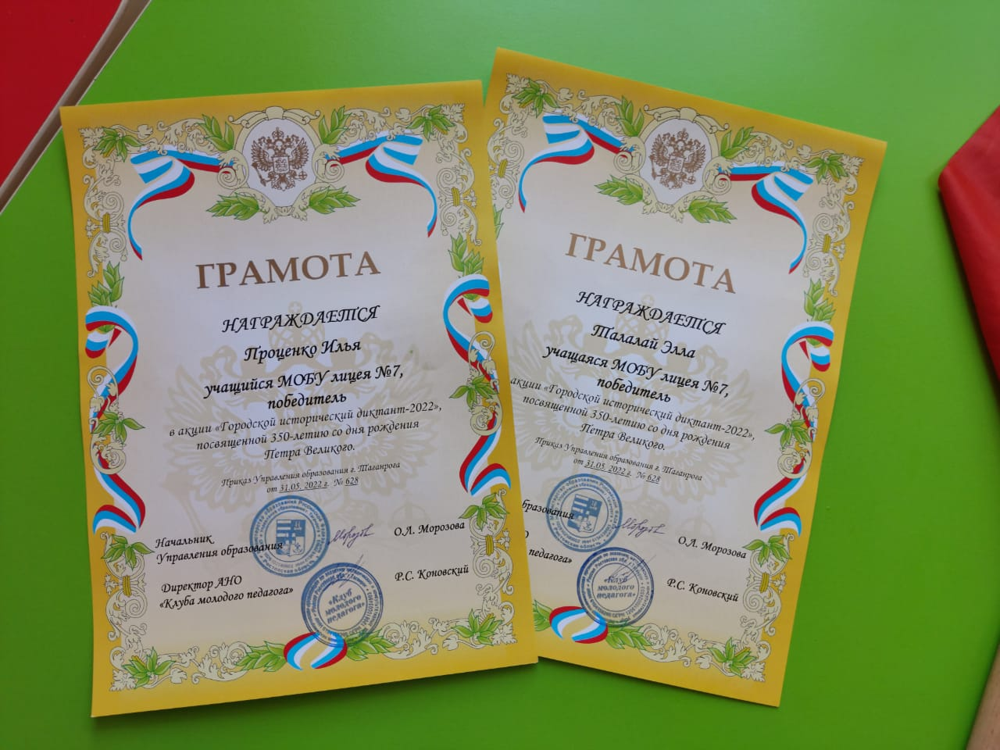 ГРАМОТА
НАГРАЖДАЕТСЯ
Проценко Илья
учащийся МОБУ лицея №7,
победитель
в акции «Городской исторический диктант-2022»,
посвященной 350-летию со дня рождения
Петра Великого.
Приказ Управления образования г. Таганрога
от 31.05. 2022 г. № 628
Начальник
Управления образования
О.Л. Морозова
Директор АНО
«Клуба молодого педагога»
Р.С. Коновский
«Клуб
молодого
педагога»
ГРАМОТА
НАГРАЖДАЕТСЯ
Талалай Элла
учащаяся МОБУ лицея №7,
победитель
акции «Городской исторический диктант-2022»,
посвященной 350-летию со дня рождения
Петра Великого.
Приказ Управления образования г. Таганрога
от 31.05. 2022 г. № 628
бразования
О.Л. Морозова
педагога»
Р.С. Коновский
«Клуб
молодого
педагога»